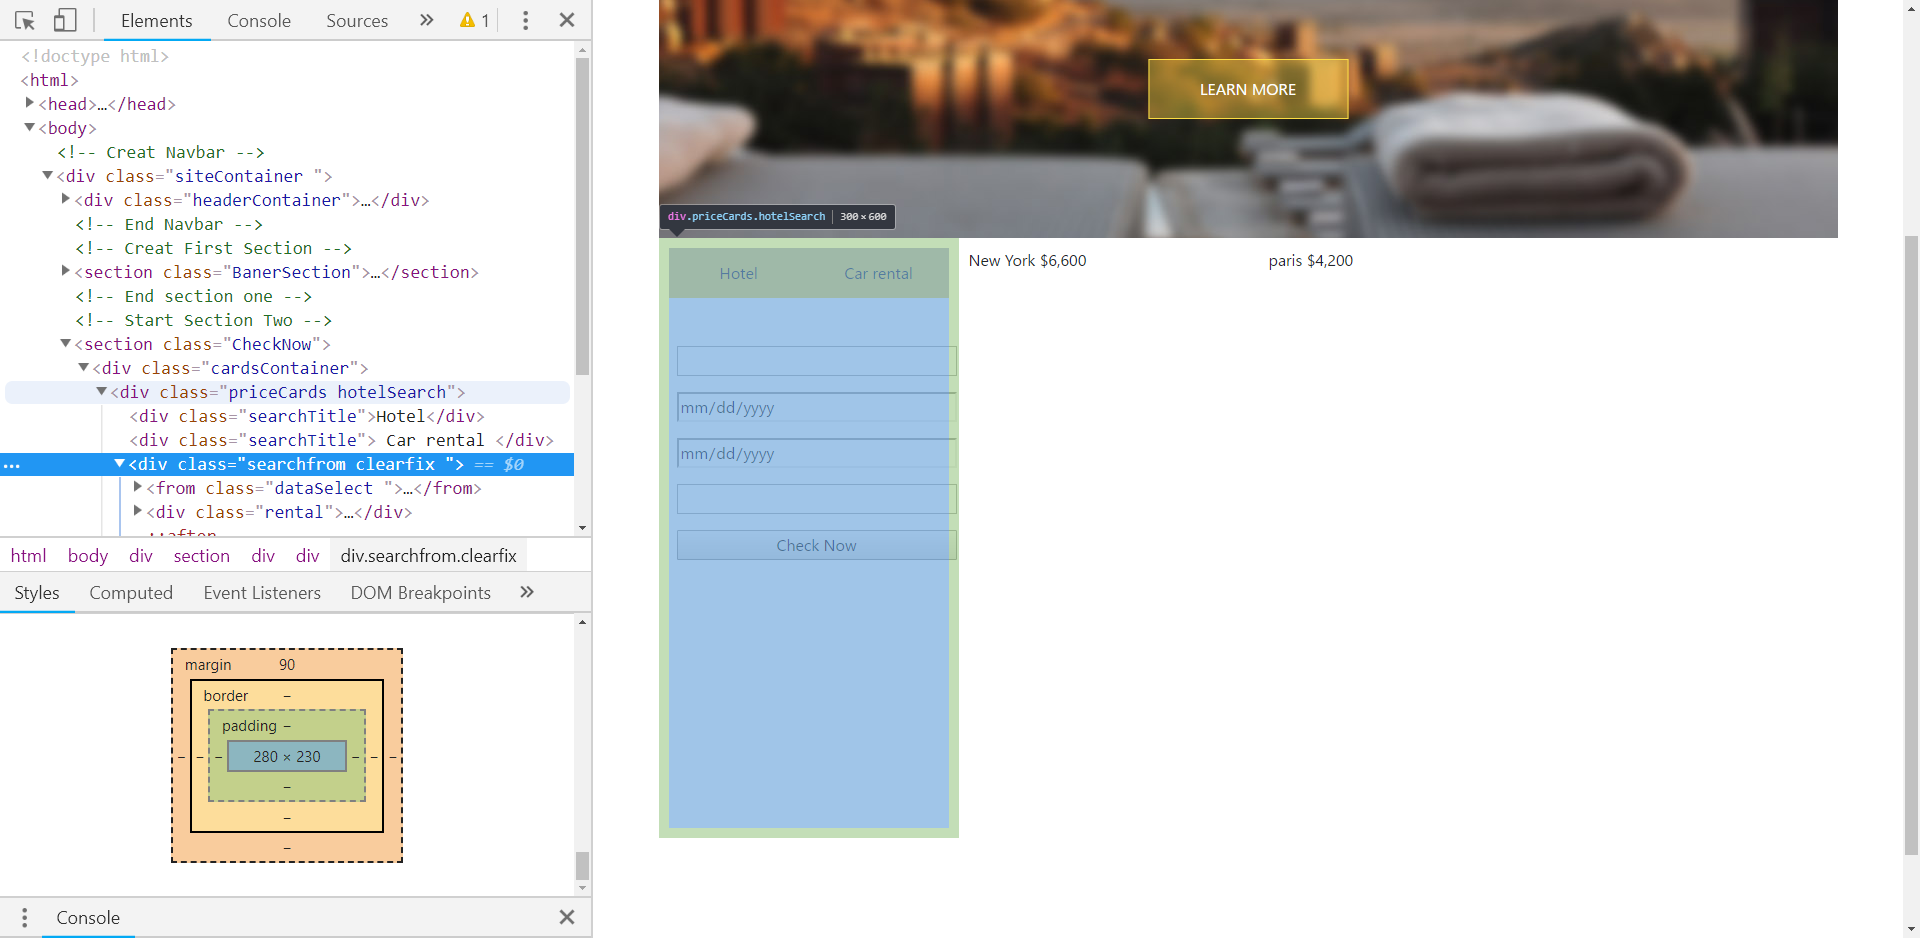 Elements Console Sources » 1
<!doctype html>
<html>
<head>…</head>
<body>
<!-- Creat Navbar -->
<div class="siteContainer ">
<div class="headerContainer">…</div>
<!-- End Navbar -->
<!-- Creat First Section -->
<section class="BanerSection">…</section>
<!-- End section one -->
<!-- Start Section Two -->
<section class="CheckNow">
<div class="cardsContainer">
<div class="priceCards hotelSearch">
<div class="searchTitle">Hotel</div>
<div class="searchTitle"> Car rental </div>
… <div class="searchfrom clearfix "> == $0
<from class="dataSelect ">…</from>
<div class="rental">…</div>
::after
html body div section div div div.searchfrom.clearfix
Styles Computed Event Listeners DOM Breakpoints »
margin 90
border –
padding –
– – – 280 × 230 – – –
–
–
–
Console
LEARN MORE
div.priceCards.hotelSearch 300 × 600
Hotel Car rental
New York $6,600 paris $4,200
mm/dd/yyyy
mm/dd/yyyy
Check Now